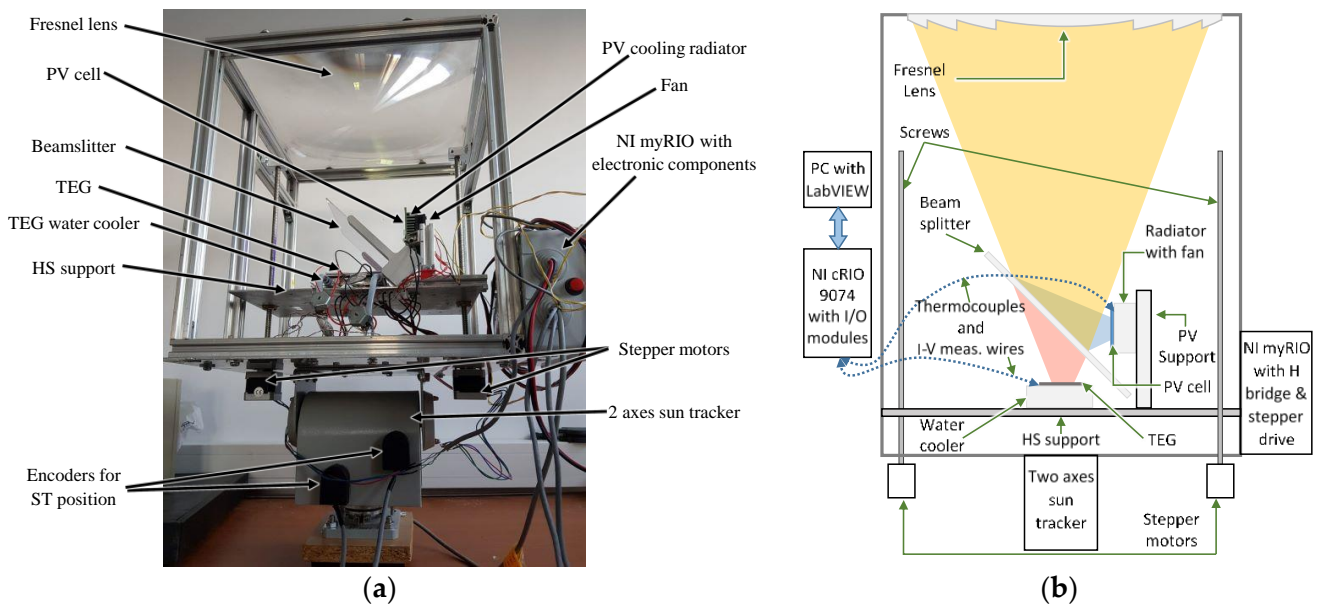 Fresnel lens
PV cell
Beamslitter
TEG
TEG water cooler
HS support
Encoders for
ST position
PV cooling radiator
Fan
NI myRIO with
electronic components
Stepper motors
2 axes sun tracker
(a)
Fresnel
Lens
Screws
PC with
LabVIEW
Beam
splitter
NI cRIO
9074
with I/O
modules
Thermocouples
and
I-V meas. wires
Radiator
with fan
PV
Support
PV cell
NI myRIO
with H
bridge &
stepper
drive
Water
cooler
HS support
TEG
Two axes
sun
tracker
Stepper
motors
(b)